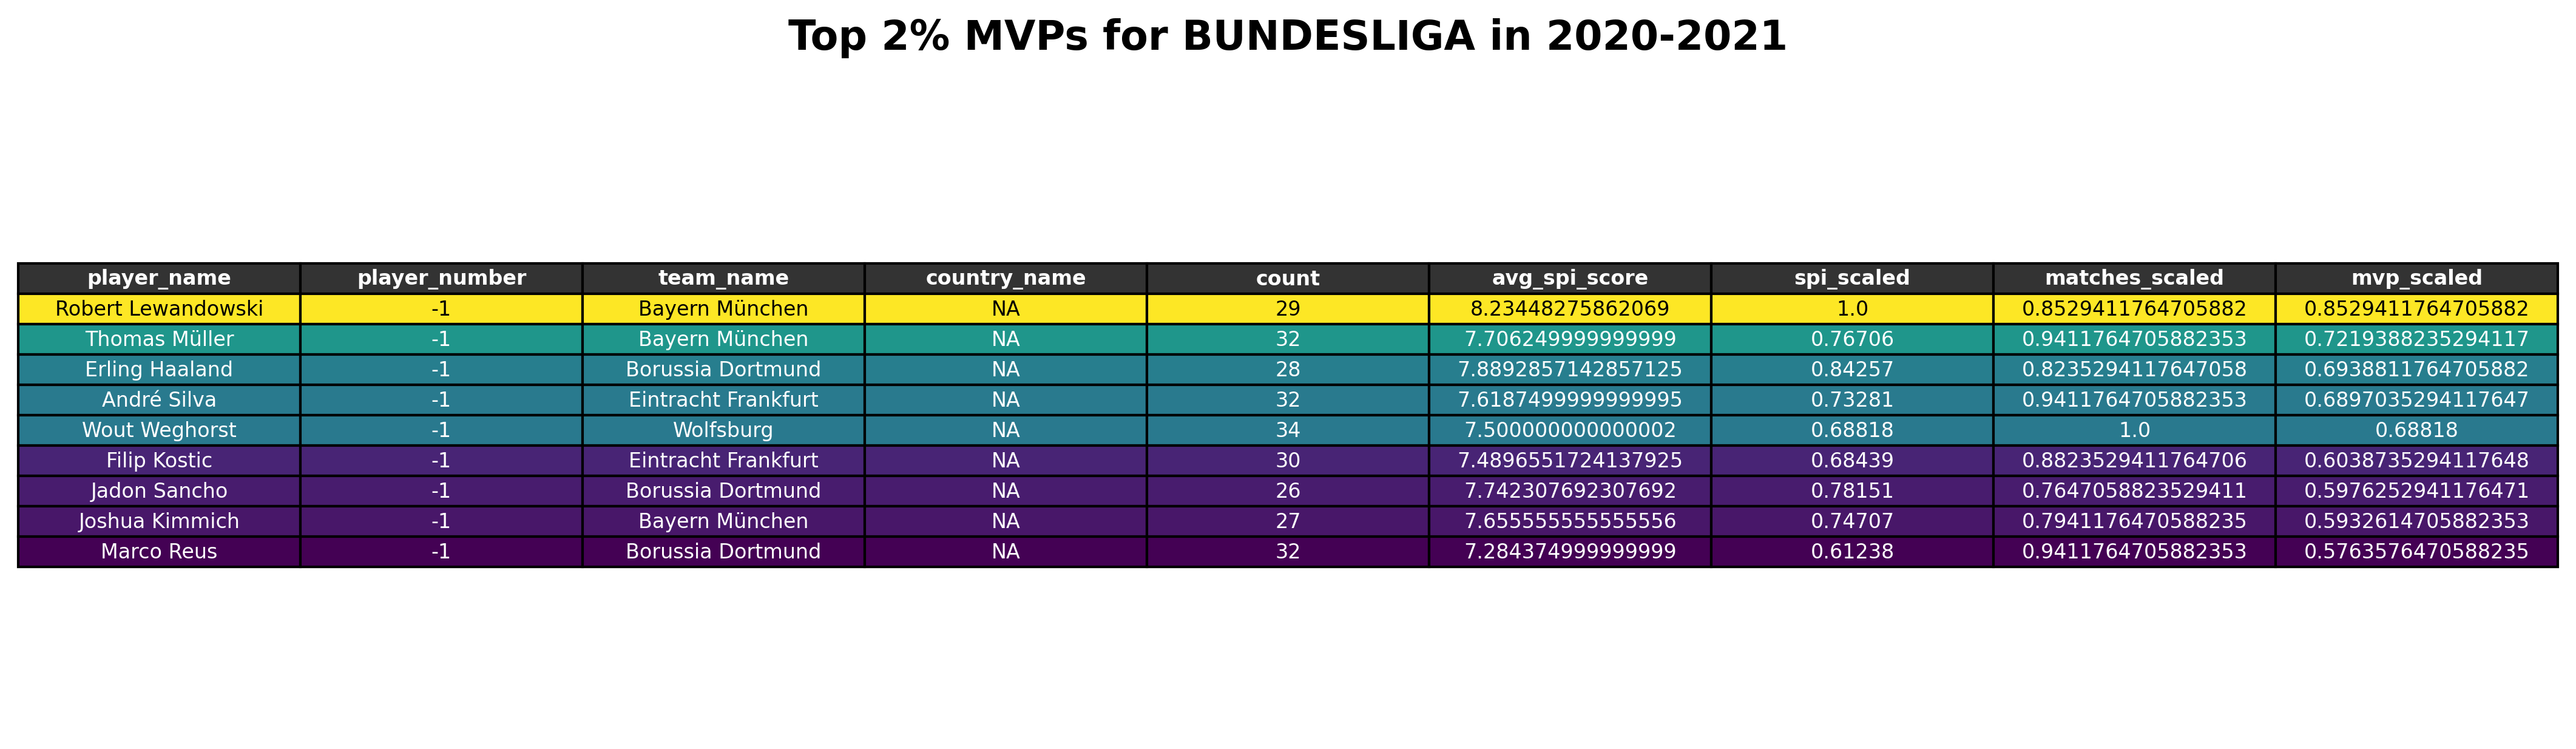 Top 2% MVPs for BUNDESLIGA in 2020-2021
player_name player_number team_name country_name count avg_spi_score spi_scaled matches_scaled mvp_scaled
Robert Lewandowski -1 Bayern München NA 29 8.23448275862069 1.0 0.8529411764705882 0.8529411764705882
Thomas Müller -1 Bayern München NA 32 7.706249999999999 0.76706 0.9411764705882353 0.7219388235294117
Erling Haaland -1 Borussia Dortmund NA 28 7.8892857142857125 0.84257 0.8235294117647058 0.6938811764705882
André Silva -1 Eintracht Frankfurt NA 32 7.6187499999999995 0.73281 0.9411764705882353 0.6897035294117647
Wout Weghorst -1 Wolfsburg NA 34 7.500000000000002 0.68818 1.0 0.68818
Filip Kostic -1 Eintracht Frankfurt NA 30 7.4896551724137925 0.68439 0.8823529411764706 0.6038735294117648
Jadon Sancho -1 Borussia Dortmund NA 26 7.742307692307692 0.78151 0.7647058823529411 0.5976252941176471
Joshua Kimmich -1 Bayern München NA 27 7.655555555555556 0.74707 0.7941176470588235 0.5932614705882353
Marco Reus -1 Borussia Dortmund NA 32 7.284374999999999 0.61238 0.9411764705882353 0.5763576470588235